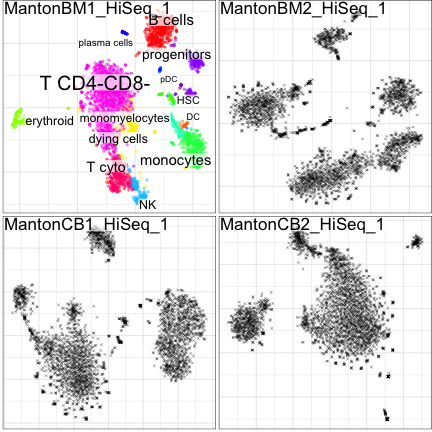 MantonBM1_HiSeq_1
B cells
plasma cells
progenitors
T CD4-CD8-
pDC
HSC
erythroid
monomyelocytes
DC
dying cells
monocytes
T cyto
NK
MantonBM2_HiSeq_1
MantonCB1_HiSeq_1
MantonCB2_HiSeq_1